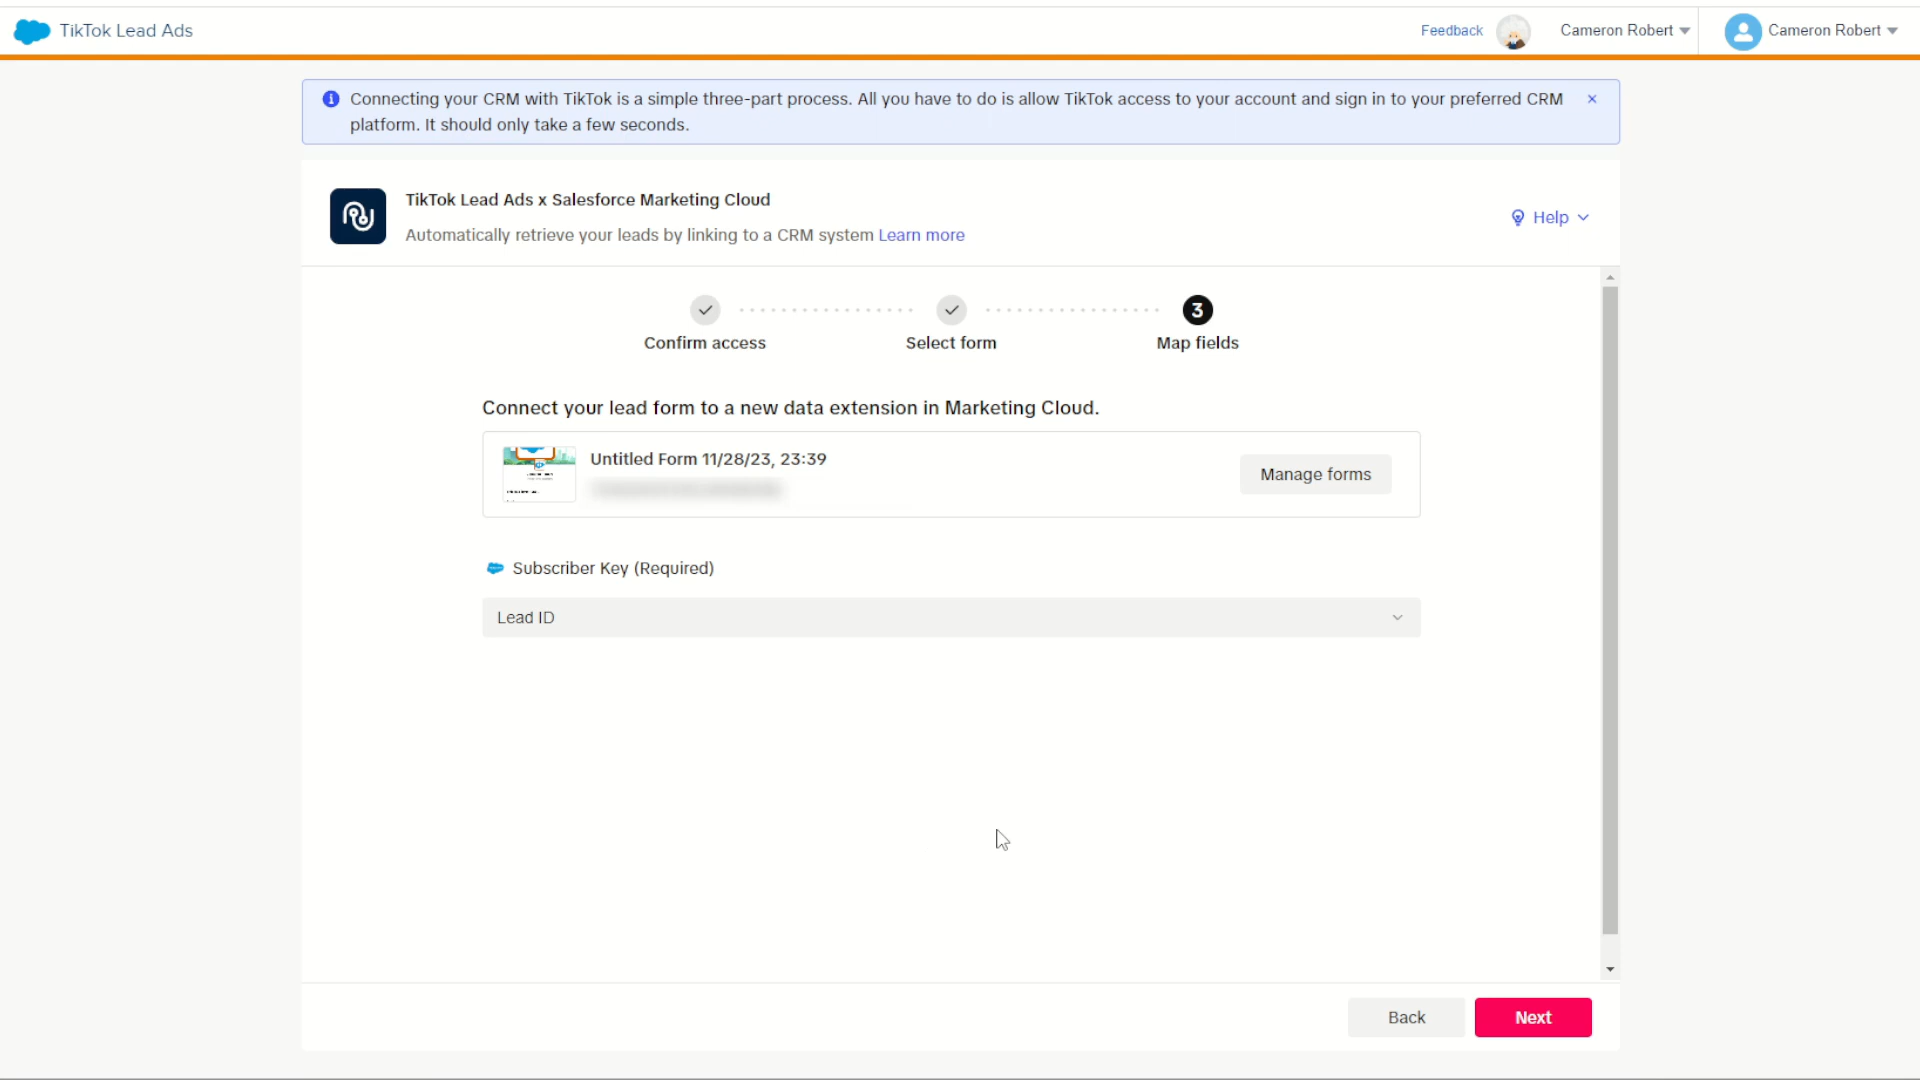 TikTok Lead Ads
Feedback
Cameron Robert
Cameron Robert
Connecting your CRM with TikTok is a simple three-part process. All you have to do is allow TikTok access to your account and sign in to your preferred CRM
platform. It should only take a few seconds.
TikTok Lead Ads x Salesforce Marketing Cloud
Automatically retrieve your leads by linking to a CRM system Learn more
Help
3
Confirm access
Select form
Map fields
Connect your lead form to a new data extension in Marketing Cloud.
Untitled Form 11/28/23, 23:39
Manage forms
Subscriber Key (Required)
Lead ID
Back
Next